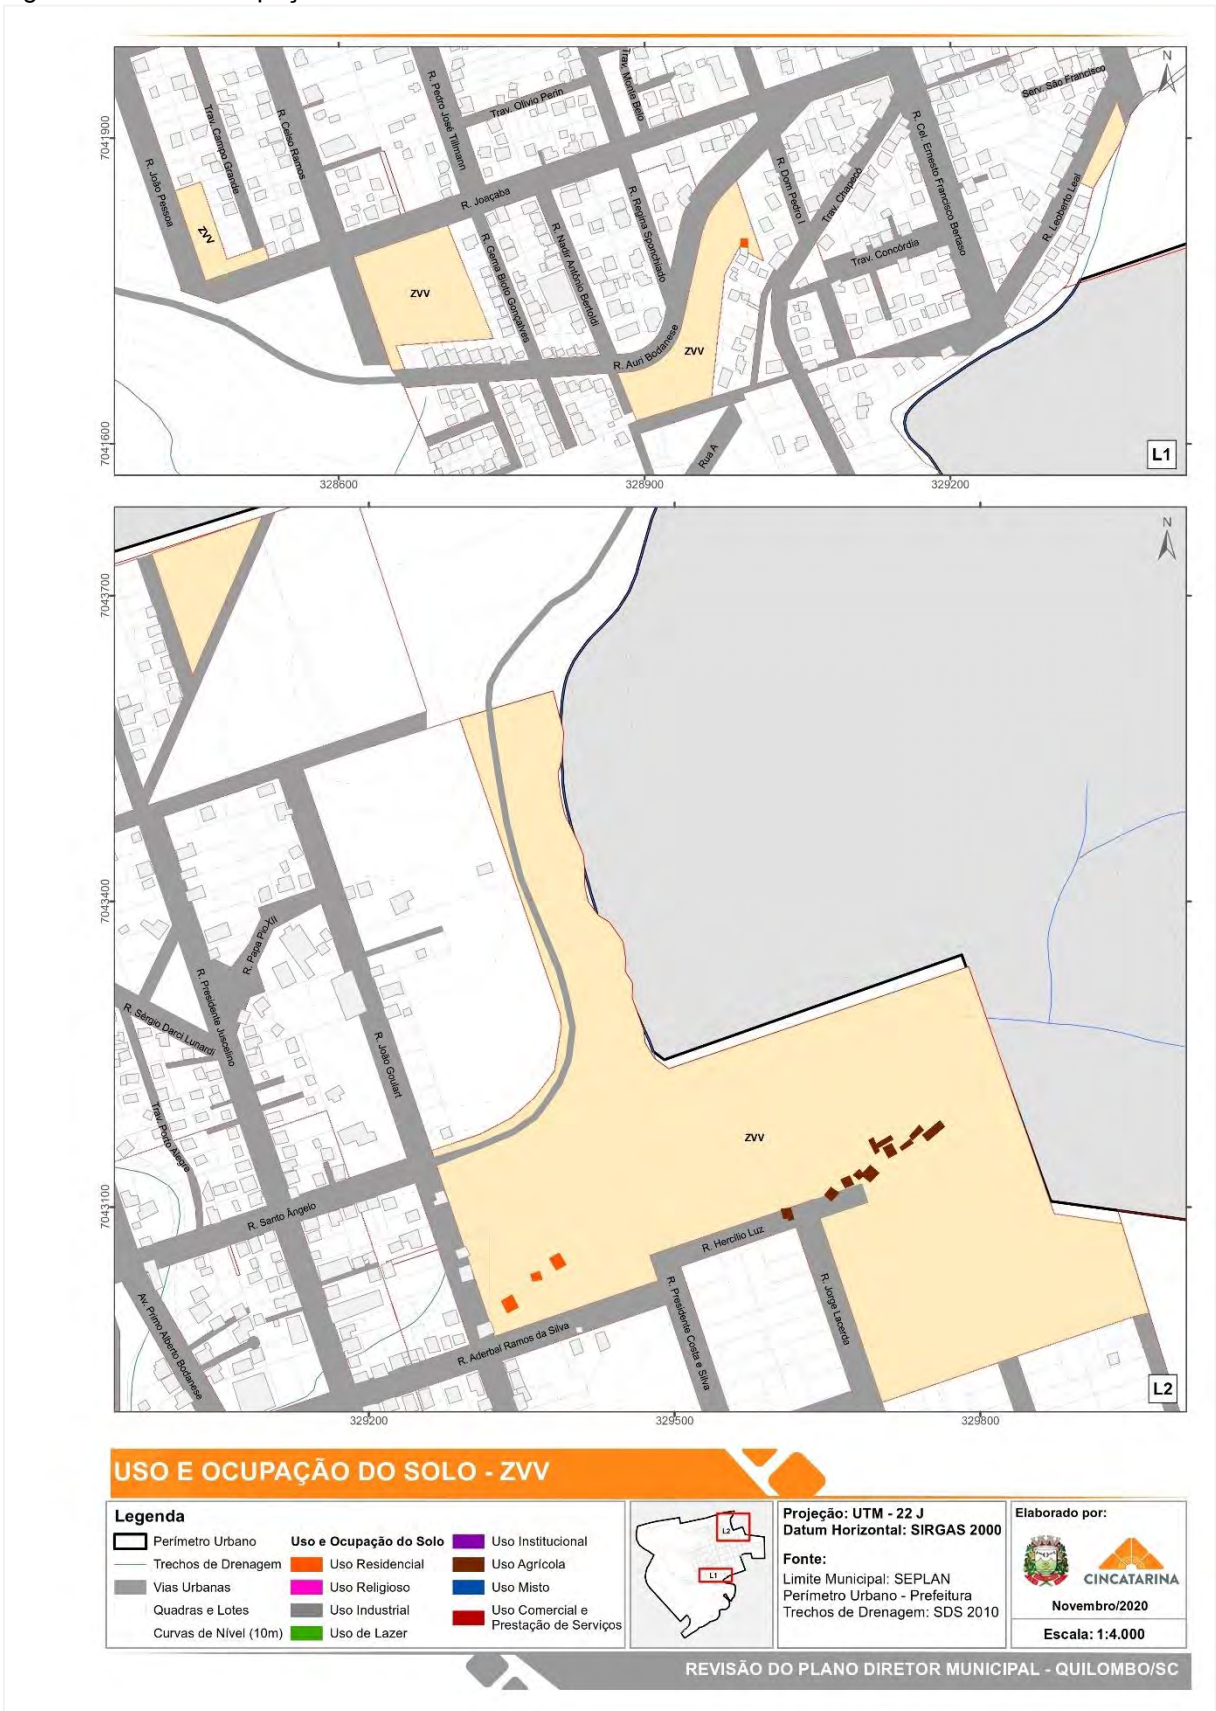 N
Trav. Monte Belo
Serv. São Francisco
R. Pedro José Tillmann
Trav. Olivio Perin
7041900
Trav. Campo Grande
R. Celso Ramos
R. Cel. Ernesto Francisco Bertaso
R. João Pessoa
R. Joaçaba
R. Dom Pedro I
Trav. Chapecó
R. Leoberto Leal
R. Regina Sponchiatto
ZVV
R. Gema Bioto Gonçalves
R. Nadir Antônio Bertoldi
Trav. Concórdia
ZVV
ZVV
R. Auri Bodanese
7041600
Rua A
L1
328600
328900
329200
N
7043700
7043400
R. Papa Pio XII
R. Presidente Juscelino
R. Sérgio Darci Lunardi
R. João Goulart
Trav. Porto Alegre
ZVV
7043100
R. Santo Ângelo
R. Hercílio Luz
Av. Primo Alberto Bodanese
R. Aderbal Ramos da Silva
R. Presidente Costa e Silva
R. Jorge Lacerda
L2
329200
329500
329800
USO E OCUPAÇÃO DO SOLO - ZVV
Legenda
Perímetro Urbano
Trechos de Drenagem
Vias Urbanas
Quadras e Lotes
Curvas de Nível (10m)
Uso e Ocupação do Solo
Uso Residencial
Uso Religioso
Uso Industrial
Uso de Lazer
Uso Institucional
Uso Agrícola
Uso Misto
Uso Comercial e
Prestação de Serviços
L2
L1
Projeção: UTM - 22 J
Datum Horizontal: SIRGAS 2000
Fonte:
Limite Municipal: SEPLAN
Perímetro Urbano - Prefeitura
Trechos de Drenagem: SDS 2010
Elaborado por:
CINCATARINA
Novembro/2020
Escala: 1:4.000
REVISÃO DO PLANO DIRETOR MUNICIPAL - QUILOMBO/SC